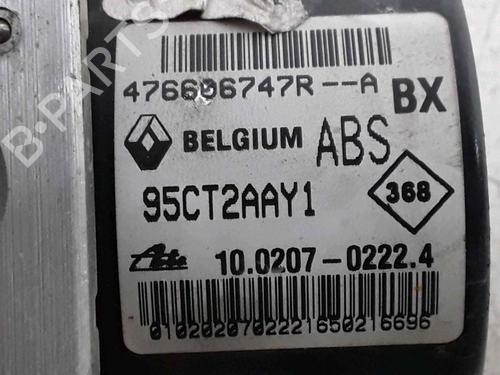 476606747R--A
BX
BELGIUM ABS
95CT2AAY1
368
Ate 10.0207-0222.4
010202070222165021669б
B-PARTS